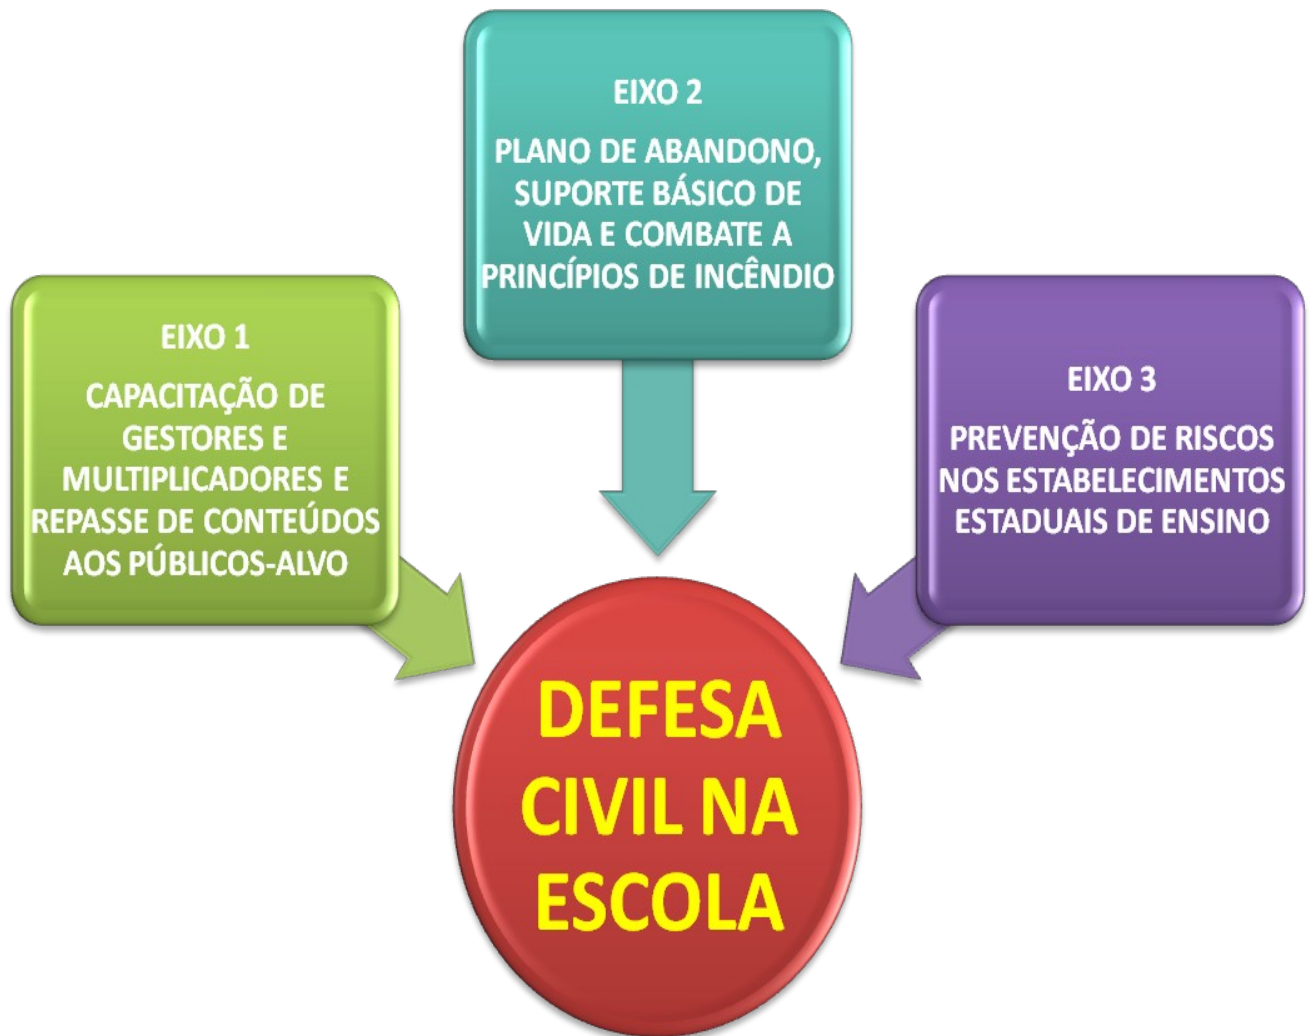 EIXO 1
CAPACITAÇÃO DE
GESTORES E
MULTIPLICADORES E
REPASSE DE CONTEÚDOS
AOS PÚBLICOS-ALVO
EIXO 2
PLANO DE ABANDONO,
SUPORTE BÁSICO DE
VIDA E COMBATE A
PRINCÍPIOS DE INCÊNDIO
EIXO 3
PREVENÇÃO DE RISCOS
NOS ESTABELECIMENTOS
ESTADUAIS DE ENSINO
DEFESA
CIVIL NA
ESCOLA